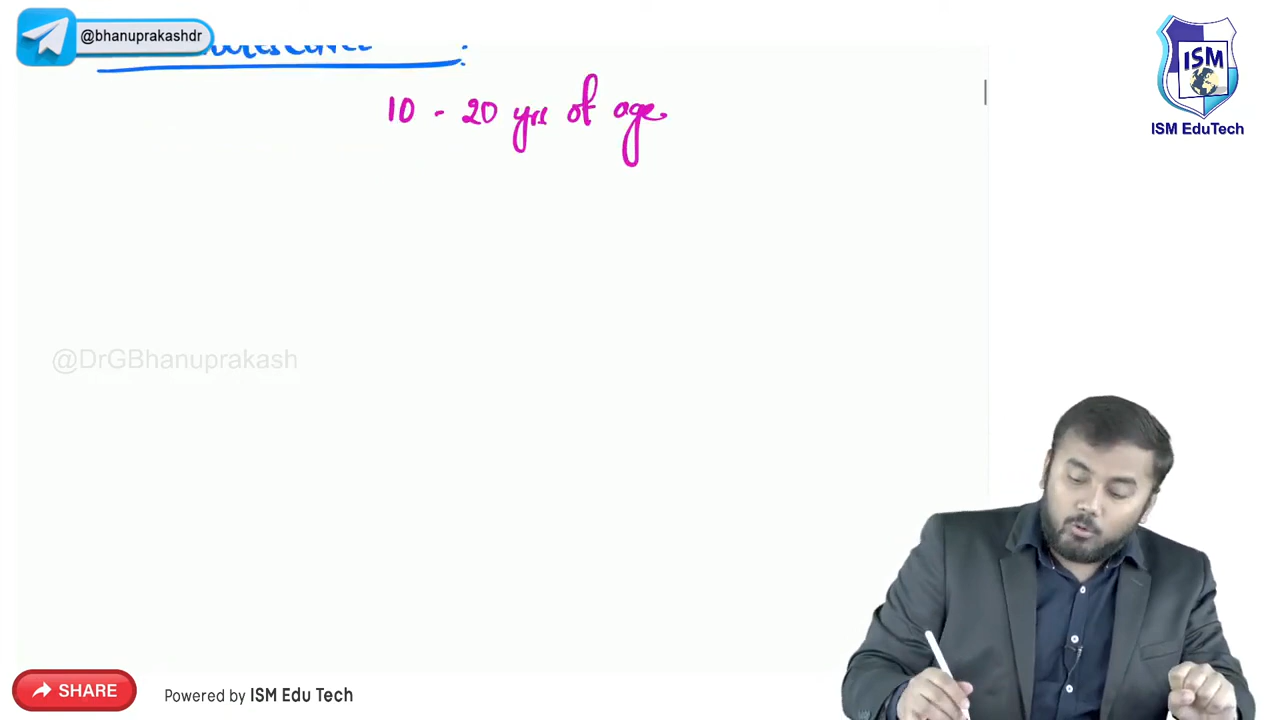 @bhanuprakashdr
ISM
ISM EduTech
10 - 20 yrs of age
@DrGBhanuprakash
SHARE
Powered by ISM Edu Tech